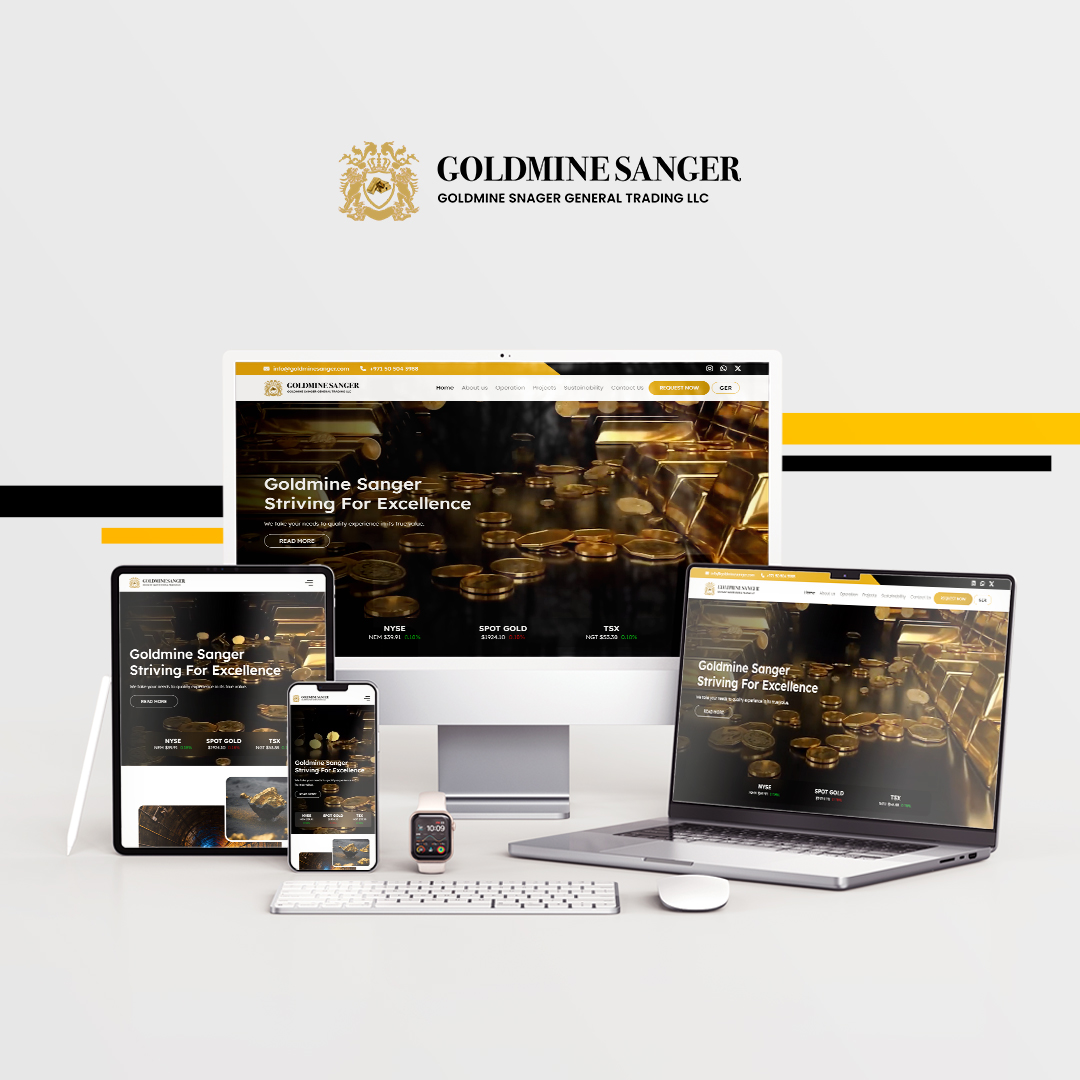 GOLDMINE SANGER
GOLDMINE SNAGER GENERAL TRADING LLC
info@goldminesanger.com
GOLDMINE SANGER
GOLDMINE SANGER GENERAL TRADING LLC
Home About us Operation Projects Sustainability Contact Us REQUEST NOW GER
Goldmine Sanger
Striving For Excellence
We take your needs to quality experience in its true value.
READ MORE
NYSE SPOT GOLD TSX
NEM $39.91 0.10% $1924.10 0.10% NGT $53.38 0.10%
GOLDMINE SANGER
Goldmine Sanger
Striving For Excellence
We take your needs to quality experience in its true value.
READ MORE
NYSE SPOT GOLD TSX
NEM $39.91 0.10% $1924.10 0.10% NGT $53.38
GOLDMINE SANGER
Goldmine Sanger
Striving For Excellence
READ MORE
NYSE SPOT GOLD TSX
10:09
GOLDMINE SANGER
Home About us Operation Projects Sustainability Contact Us REQUEST NOW GER
Goldmine Sanger
Striving For Excellence
We take your needs to quality experience in its true value.
READ MORE
NYSE SPOT GOLD TSX